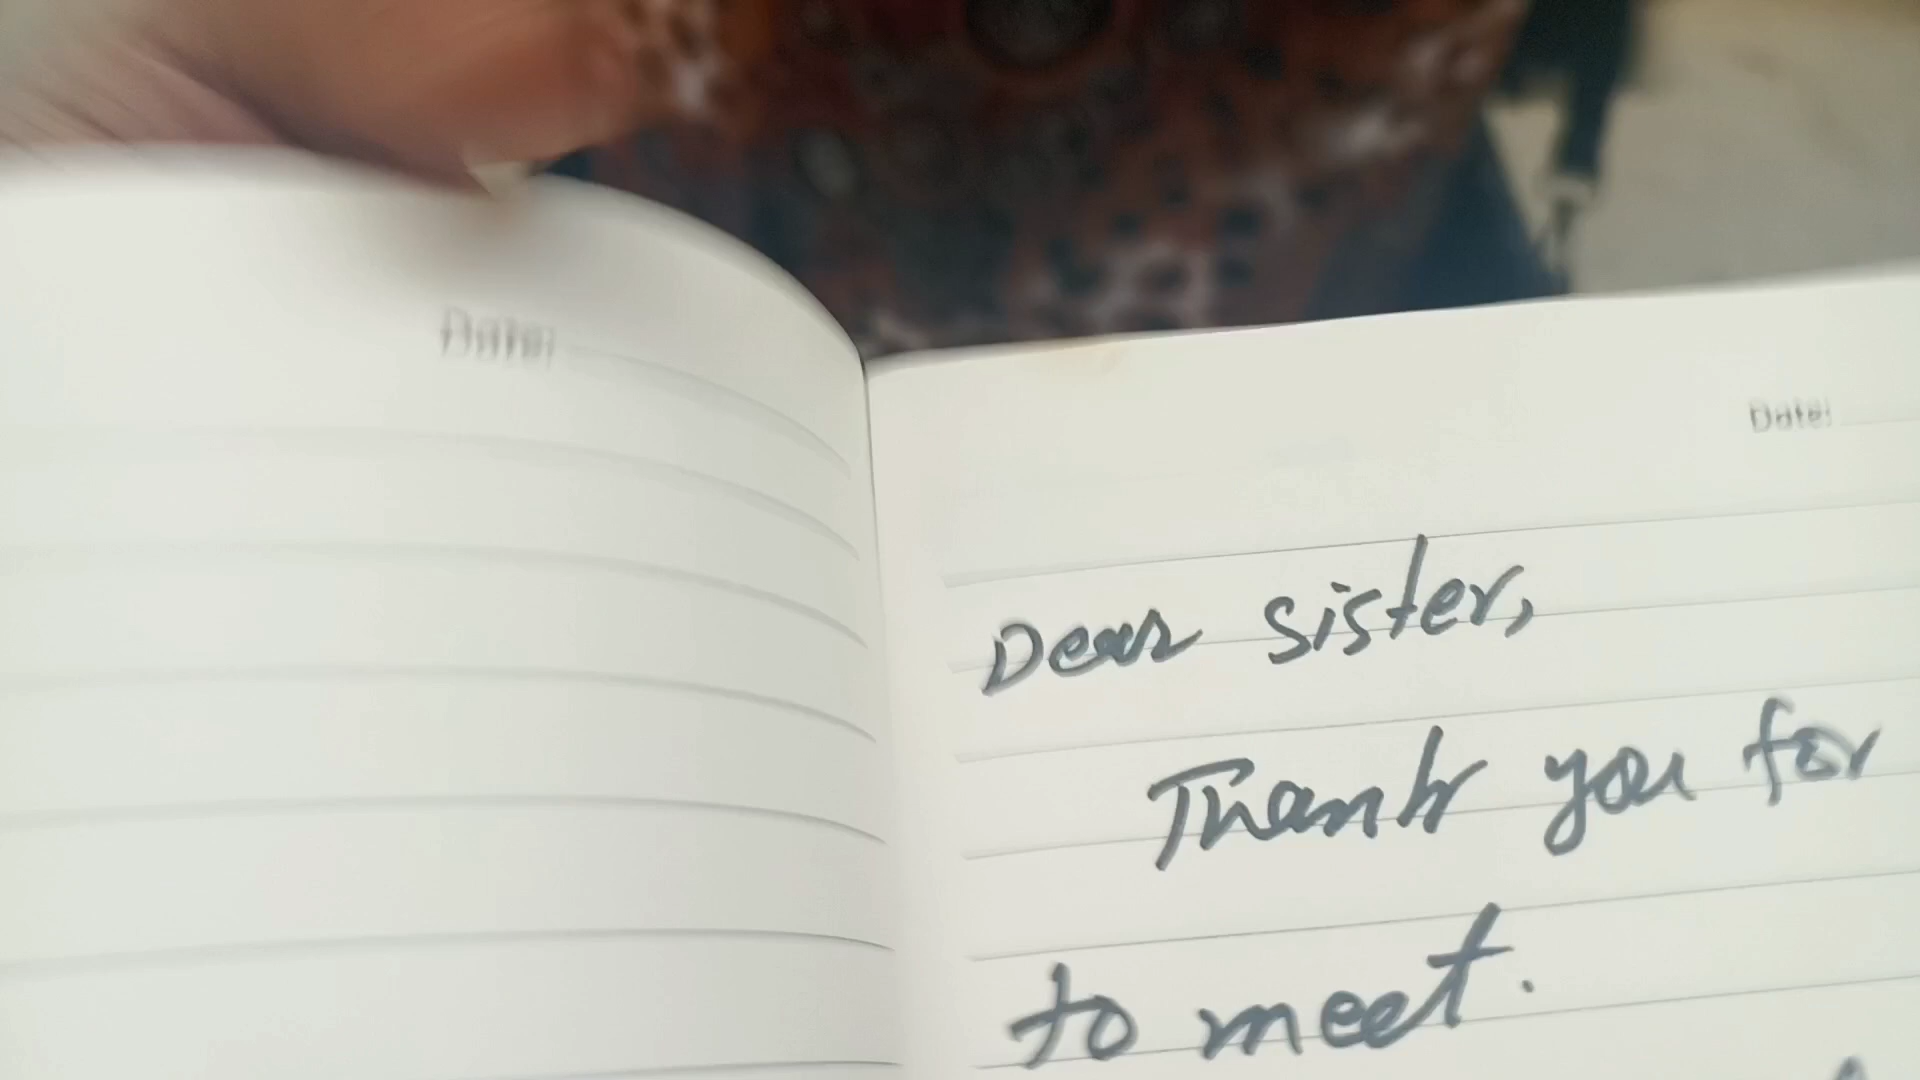 Date:
Date:
Dear sister,
Thank you for
to meet.